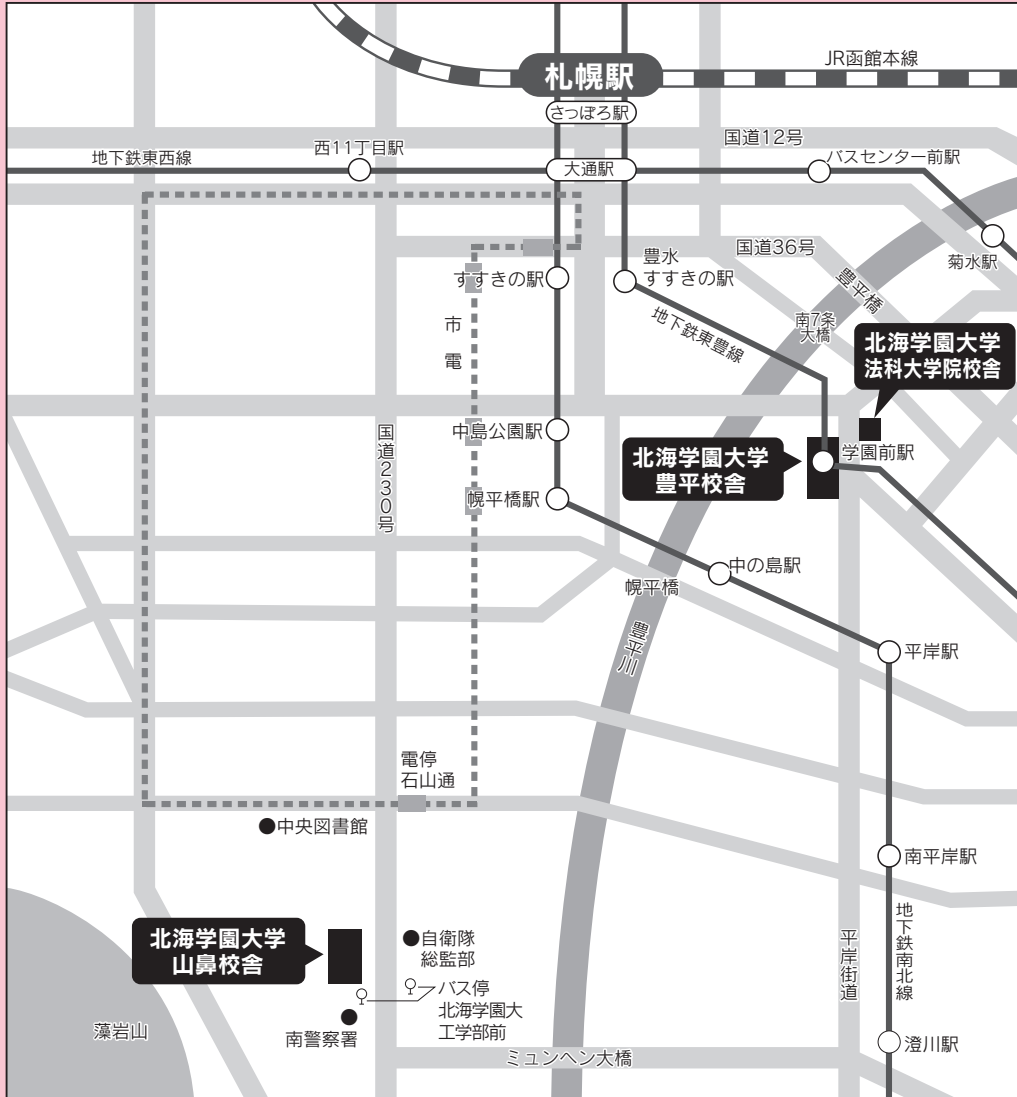 JR函館本線
札幌駅
さっぽろ駅
国道12号
地下鉄東西線
西11丁目駅
大通駅
バスセンター前駅
国道36号
菊水駅
豊水
すすきの駅
すすきの駅
豊平橋
南7条
大橋
地下鉄東豊線
市電
北海学園大学
法科大学院校舎
国道230号
中島公園駅
学園前駅
北海学園大学
豊平校舎
幌平橋駅
中の島駅
幌平橋
豊平川
平岸駅
電停
石山通
中央図書館
南平岸駅
地下鉄南北線
平岸街道
北海学園大学
山鼻校舎
自衛隊
総監部
バス停
北海学園大
工学部前
南警察署
藻岩山
澄川駅
ミュンヘン大橋